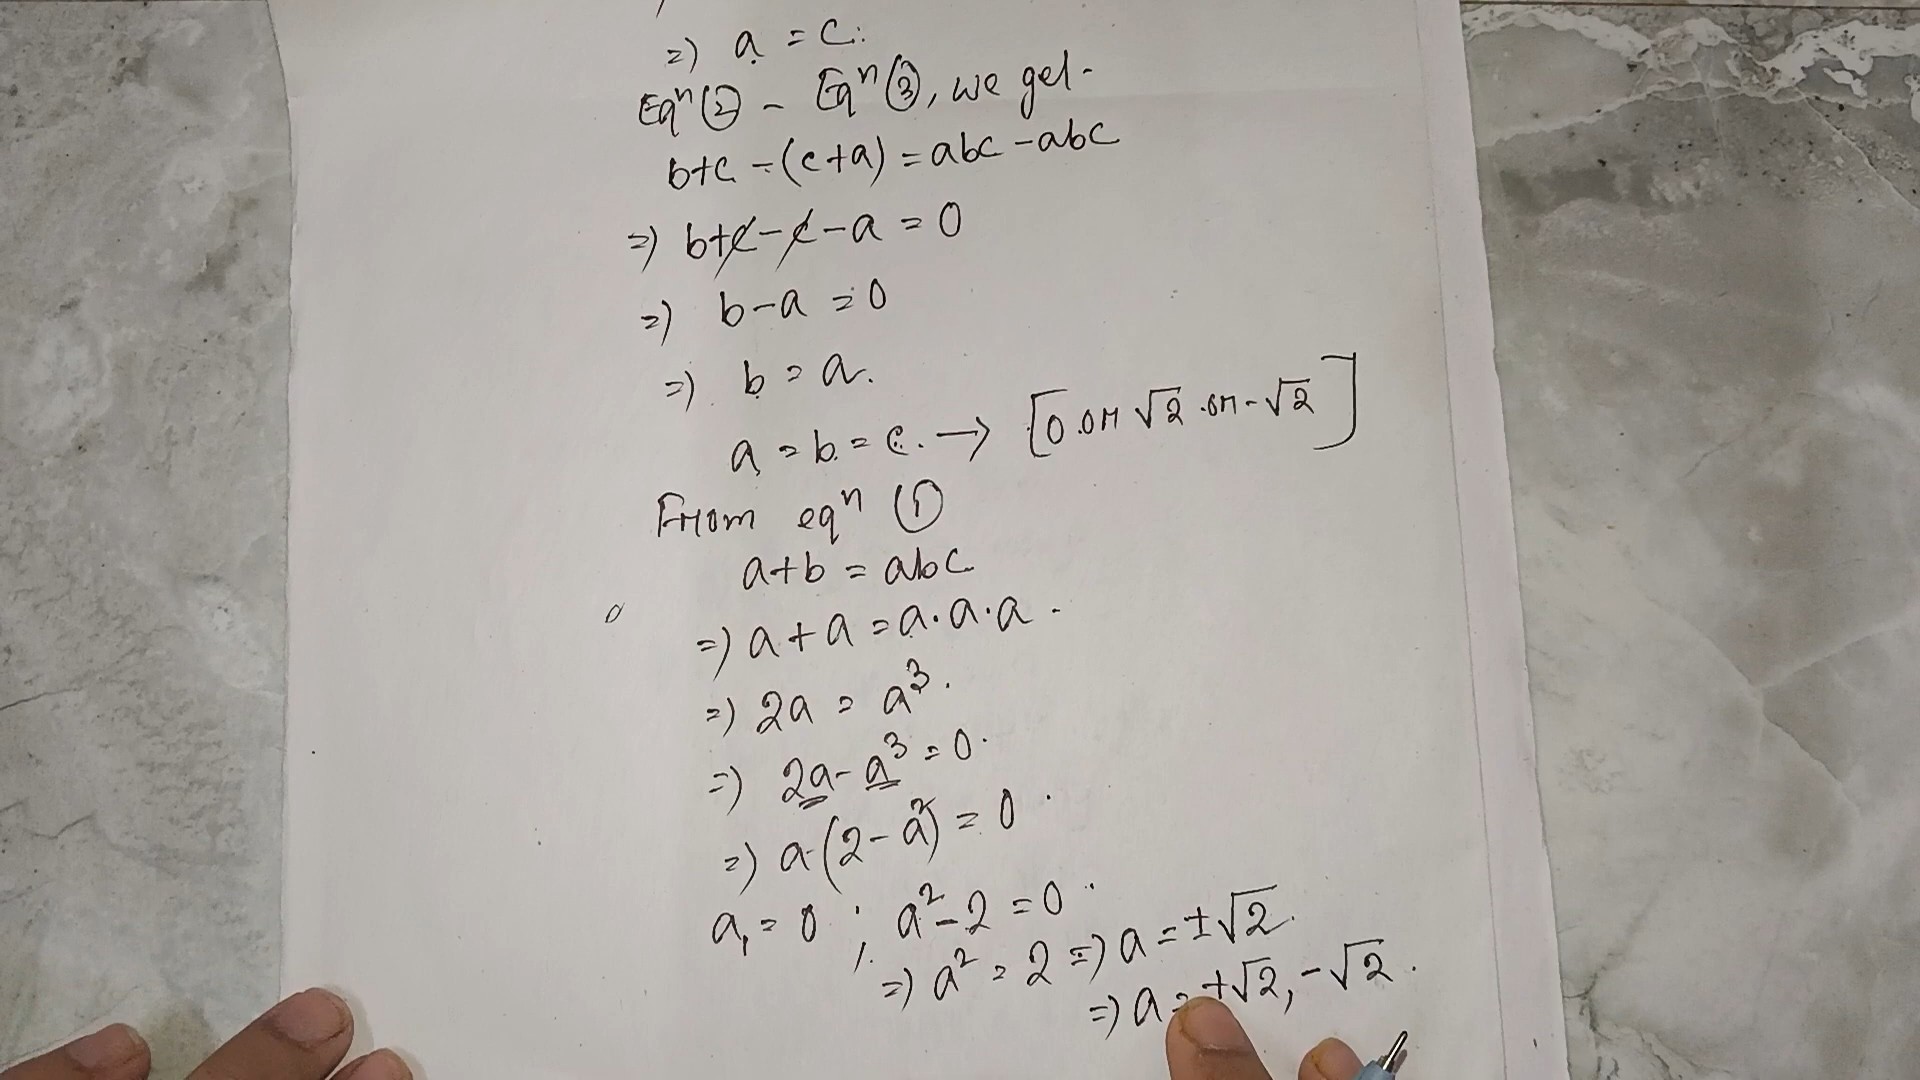 =) a = c.
Eqⁿ ② - Eqⁿ ③, we get-
b+c -(c+a) = abc - abc
=) b+c-c-a = 0
=) b-a = 0
=) b = a.
a = b = c. → [0 or √2 or -√2]
From eqⁿ ①
a+b = abc
=) a+a = a.a.a.
=) 2a = a³.
=) 2a-a³ = 0.
=) a(2-a²) = 0.
a, = 0 ; a²-2 = 0
=) a² = 2 =) a = ±√2.
=) a = +√2, -√2.